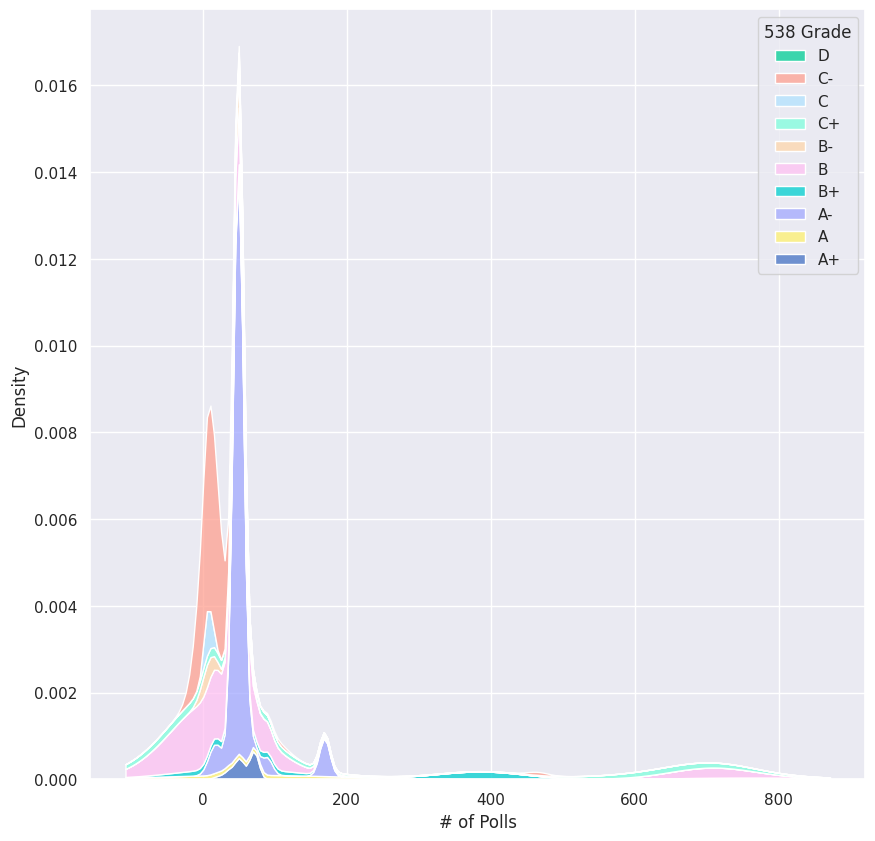 538 Grade
D
C-
C
C+
B-
B
B+
A-
A
A+
0.016
0.014
0.012
0.010
0.008
0.006
0.004
0.002
0.000
Density
0 200 400 600 800
# of Polls